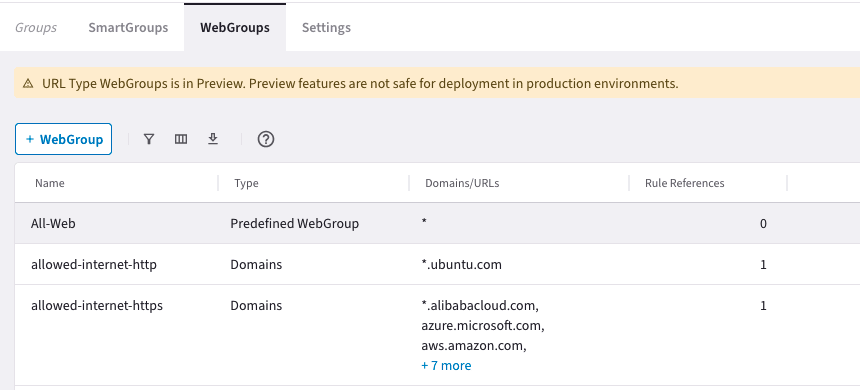 Groups SmartGroups WebGroups Settings
⚠ URL Type WebGroups is in Preview. Preview features are not safe for deployment in production environments.
+ WebGroup ?
Name Type Domains/URLs Rule References
All-Web Predefined WebGroup * 0
allowed-internet-http Domains *.ubuntu.com 1
allowed-internet-https Domains *.alibabacloud.com, 1
azure.microsoft.com,
aws.amazon.com,
+ 7 more